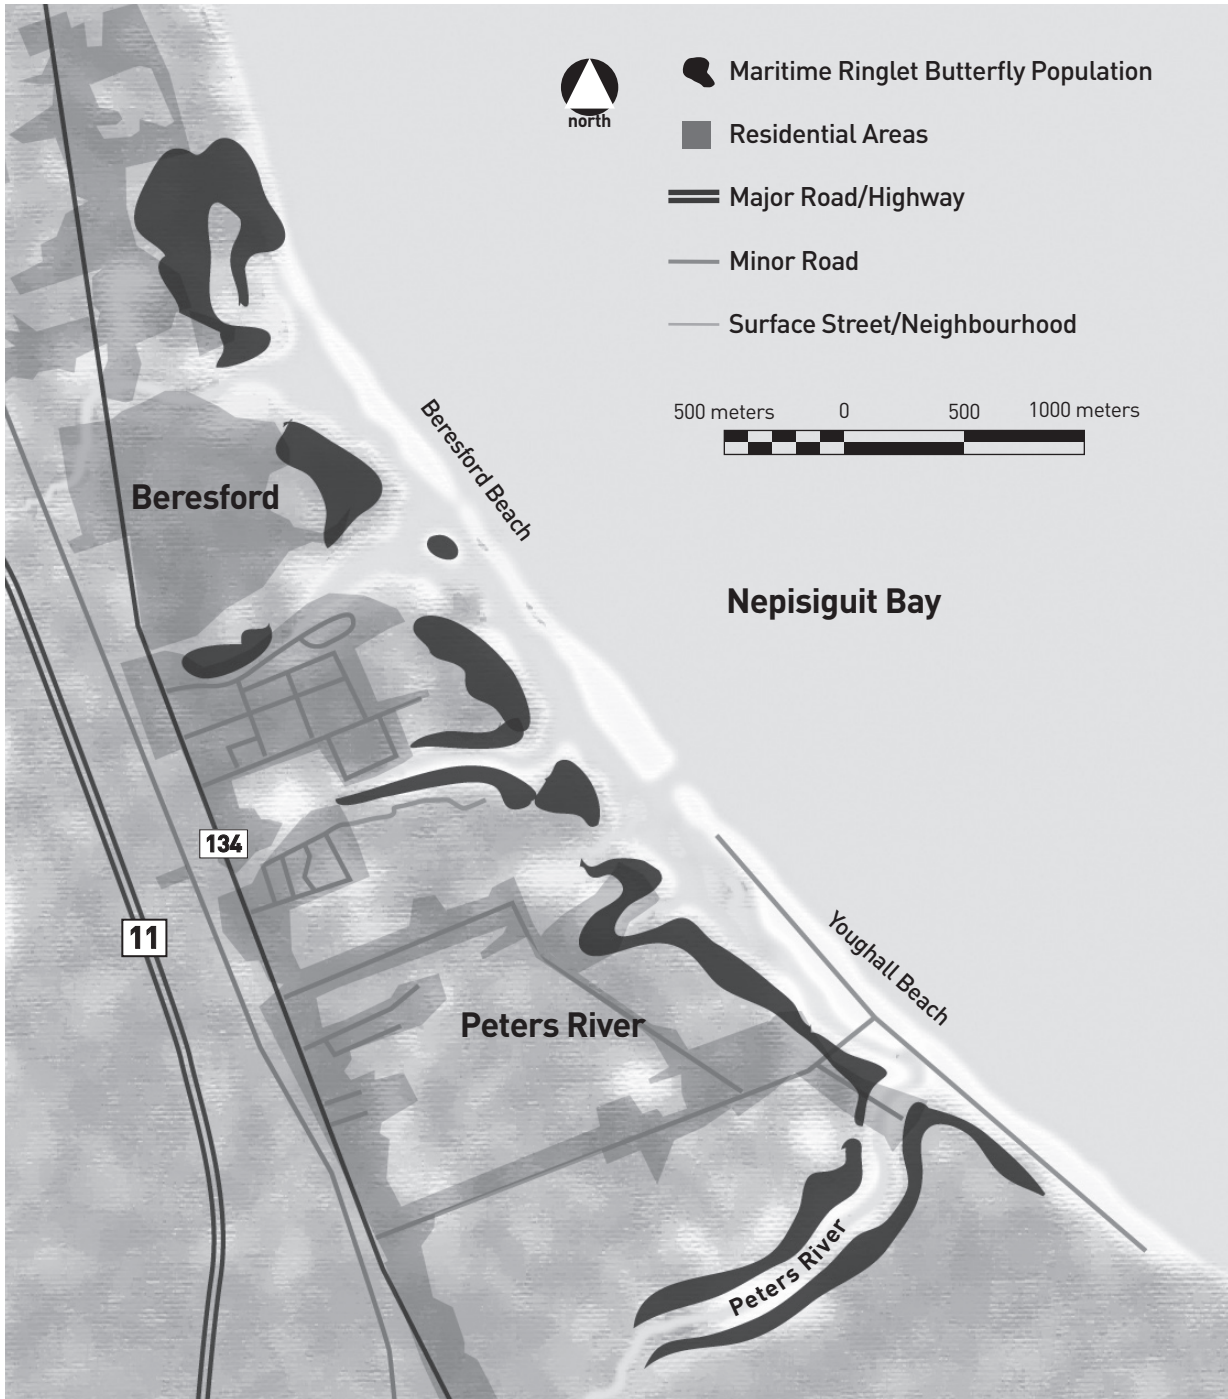 north
Maritime Ringlet Butterfly Population
Residential Areas
Major Road/Highway
Minor Road
Surface Street/Neighbourhood
500 meters 0 500 1000 meters
Beresford Beach
Beresford
Nepisiguit Bay
134
11
Youghall Beach
Peters River
Peters River